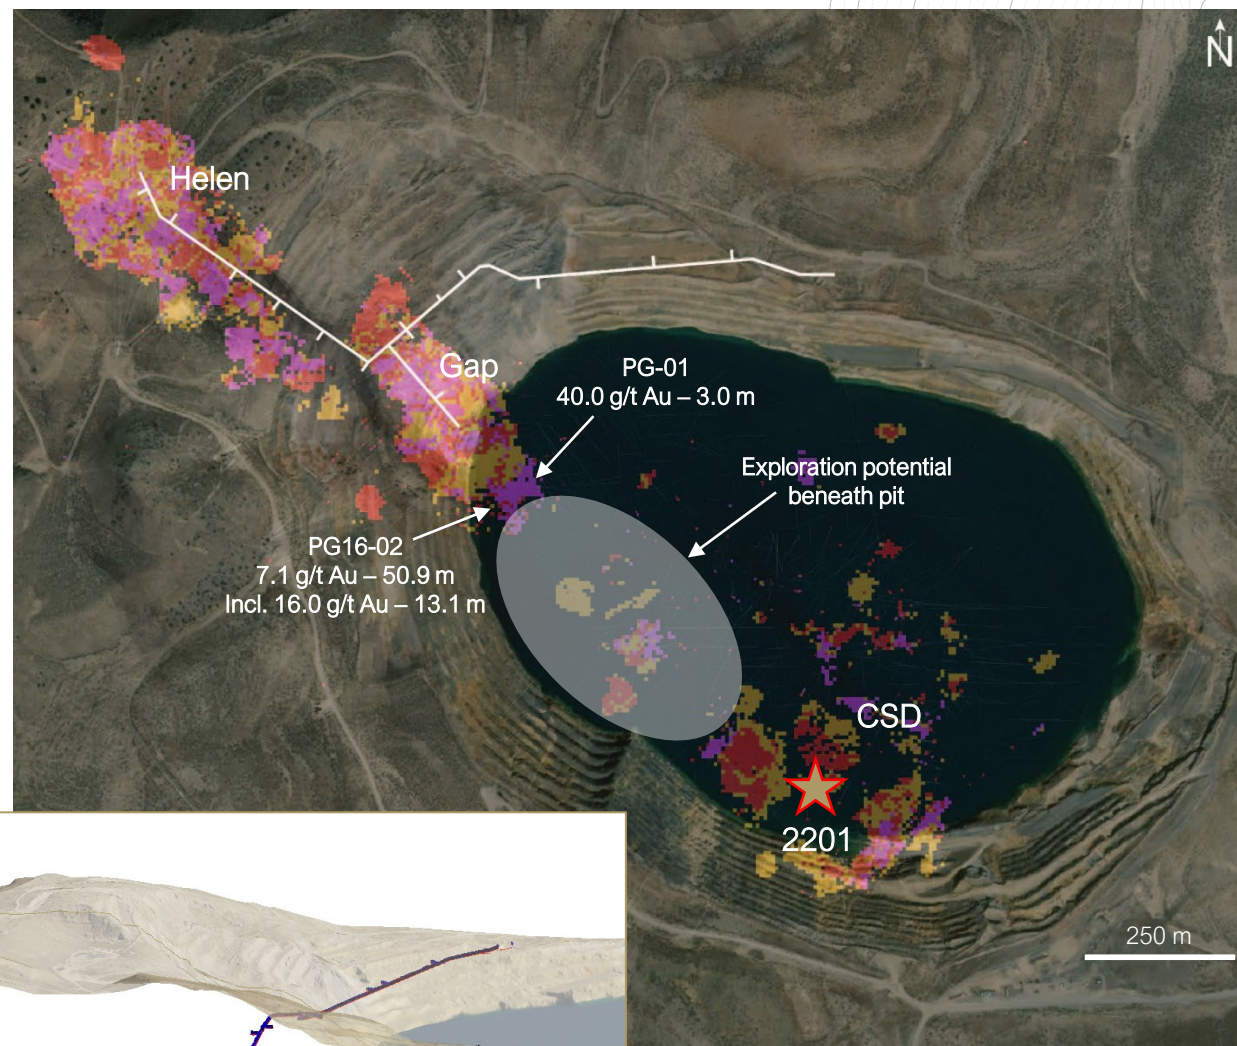 N
Helen
Gap
PG-01
40.0 g/t Au – 3.0 m
Exploration potential
beneath pit
PG16-02
7.1 g/t Au – 50.9 m
Incl. 16.0 g/t Au – 13.1 m
CSD
2201
250 m